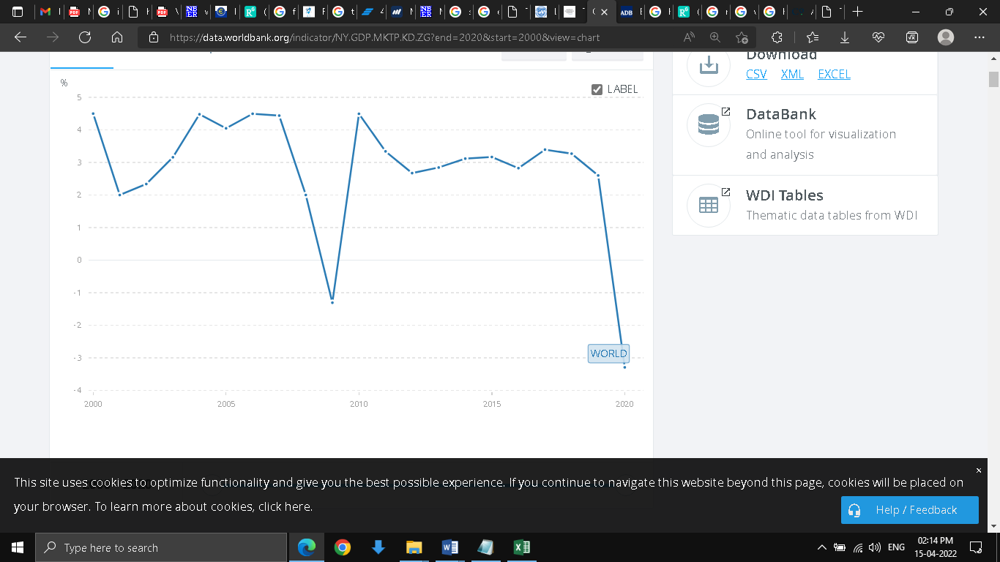 https://data.worldbank.org/indicator/NY.GDP.MKTP.KD.ZG?end=2020&start=2000&view=chart
Download
CSV XML EXCEL
DataBank
Online tool for visualization
and analysis
WDI Tables
Thematic data tables from WDI
%
LABEL
5
4
3
2
1
0
-1
-2
-3
-4
WORLD
2000 2005 2010 2015 2020
This site uses cookies to optimize functionality and give you the best possible experience. If you continue to navigate this website beyond this page, cookies will be placed on
your browser. To learn more about cookies, click here.
Help / Feedback
Type here to search
ENG
02:14 PM
15-04-2022